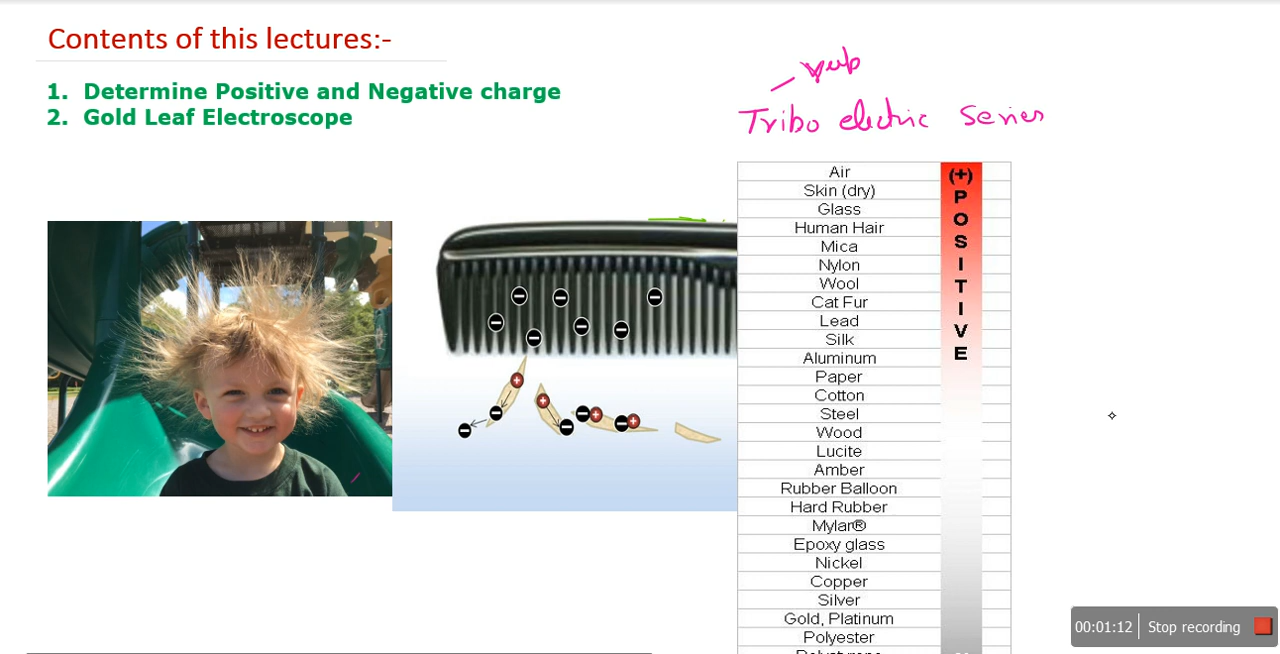 Contents of this lectures:-
1. Determine Positive and Negative charge
2. Gold Leaf Electroscope
rub
Tribo electric Series
Air
Skin (dry)
Glass
Human Hair
Mica
Nylon
Wool
Cat Fur
Lead
Silk
Aluminum
Paper
Cotton
Steel
Wood
Lucite
Amber
Rubber Balloon
Hard Rubber
Mylar®
Epoxy glass
Nickel
Copper
Silver
Gold, Platinum
Polyester
(+)
P
O
S
I
T
I
V
E
00:01:12 Stop recording